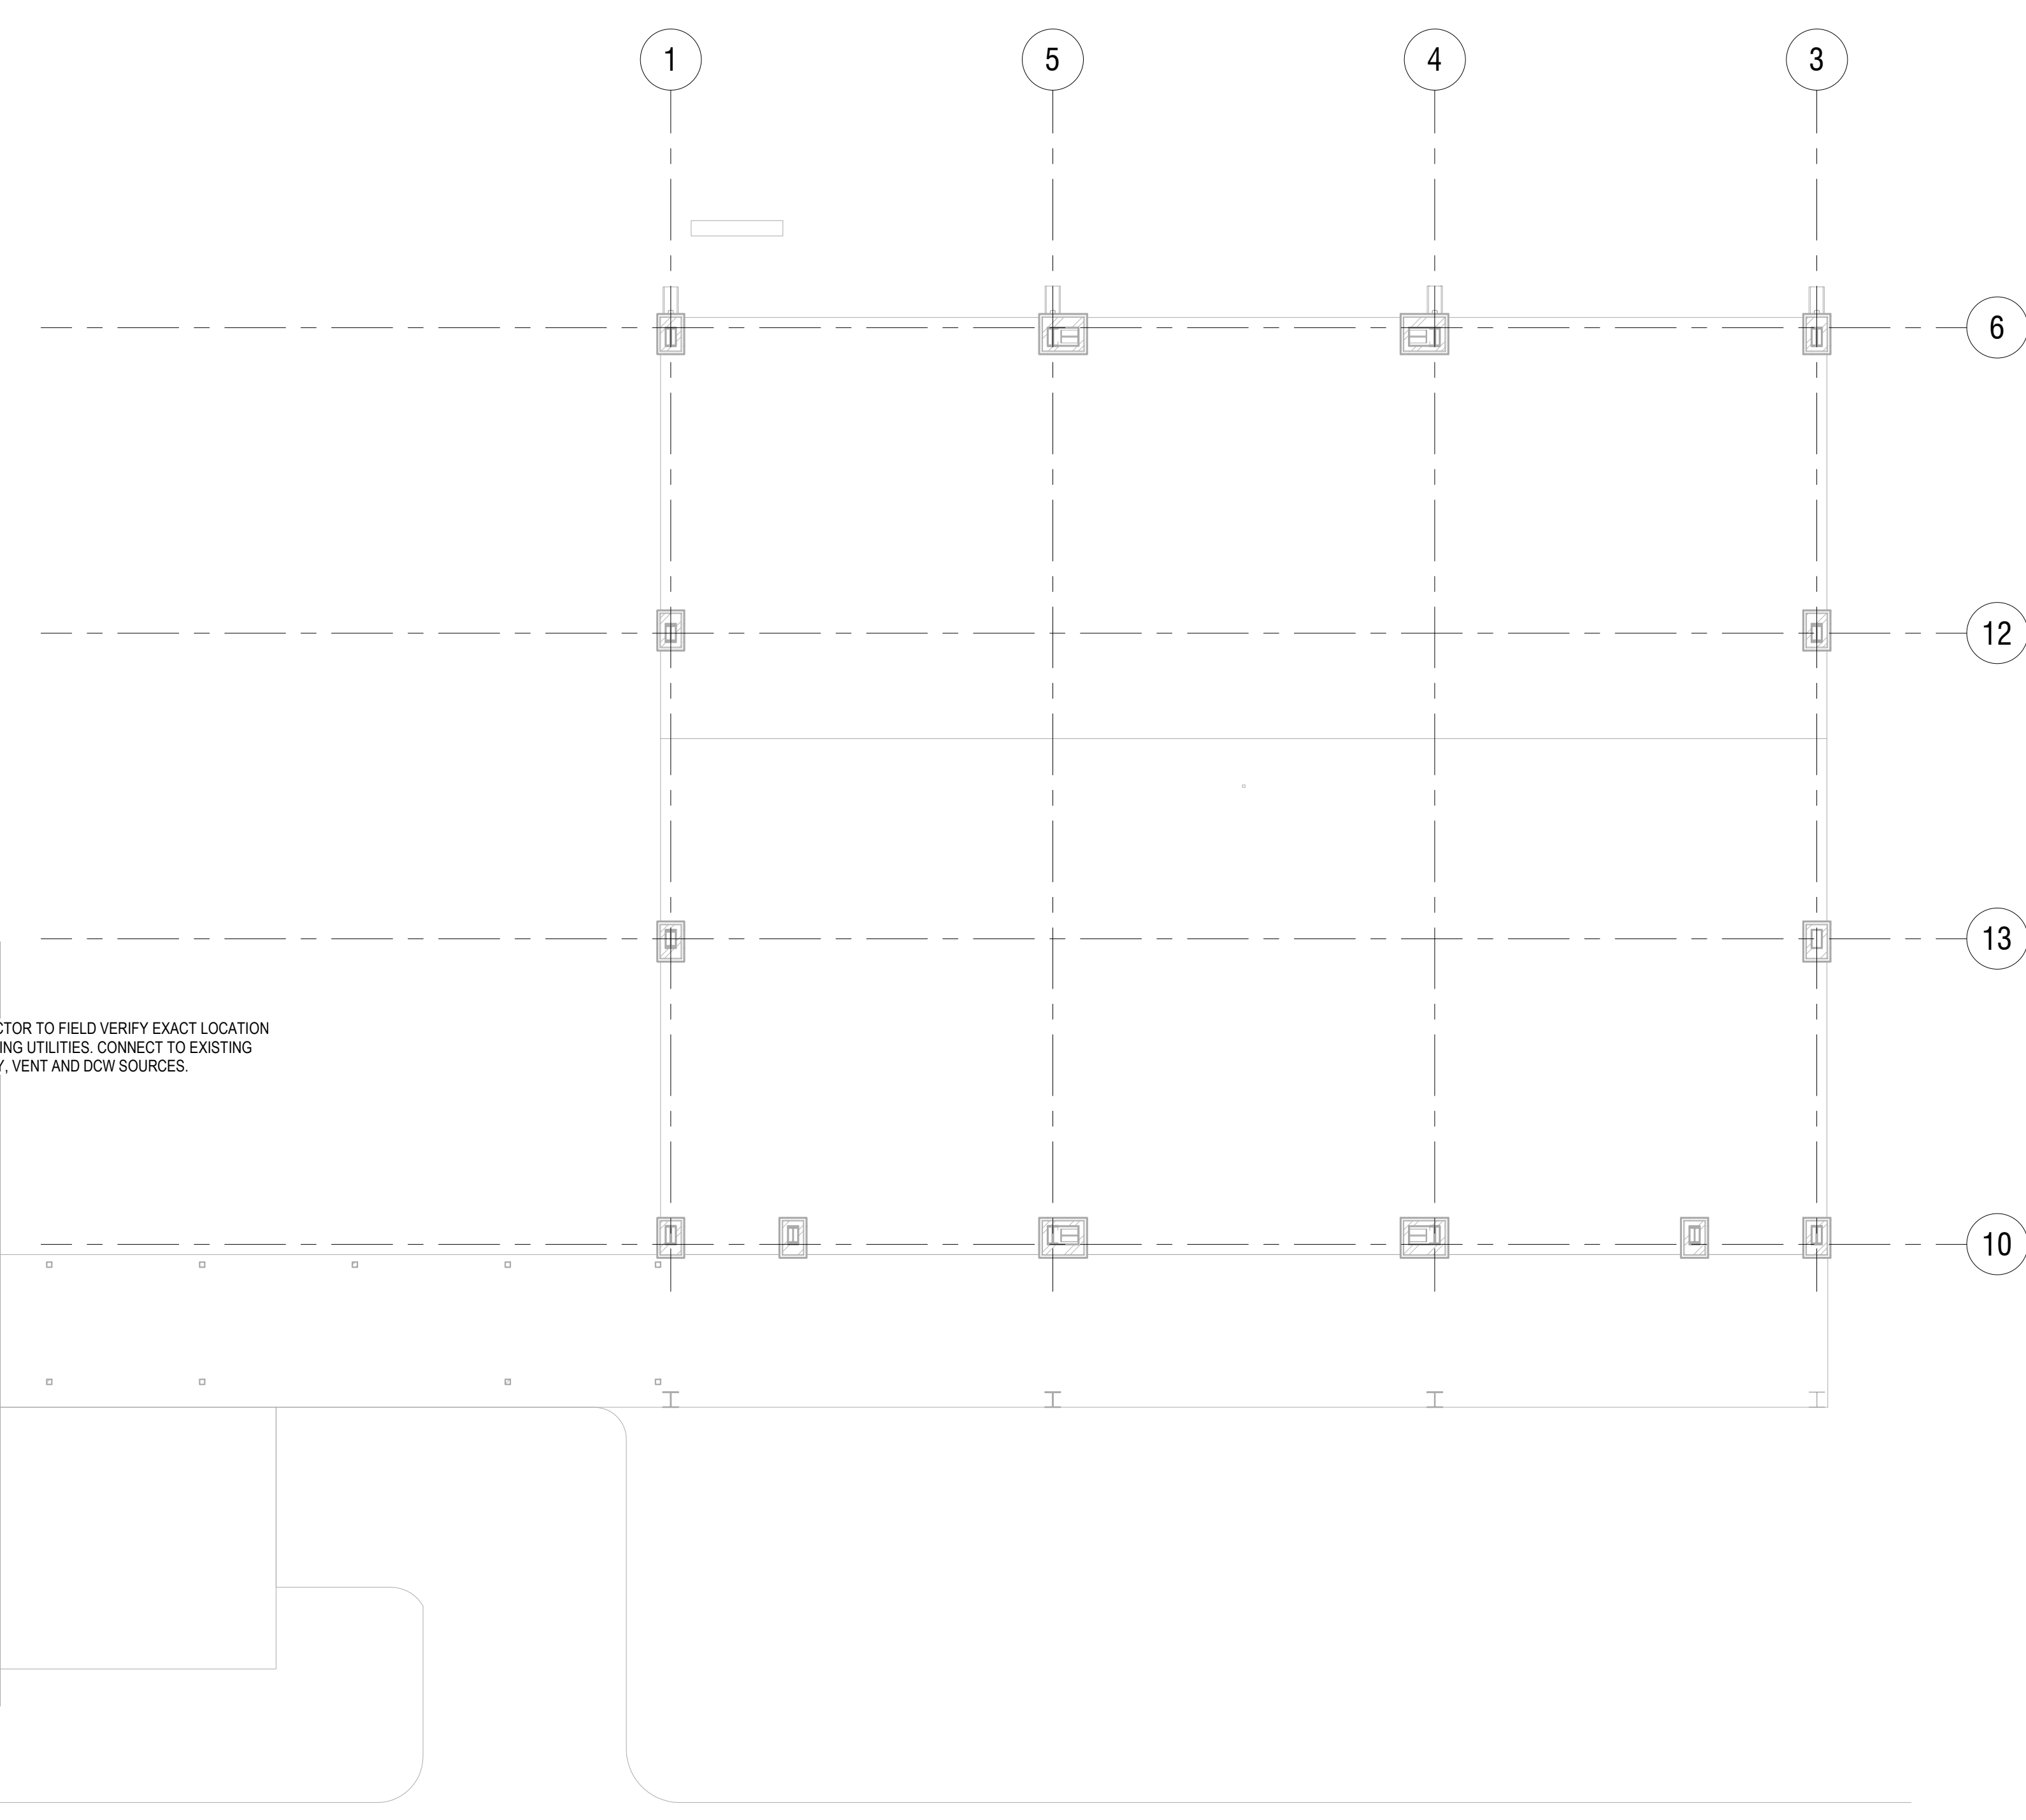 1
5
4
3
6
12
13
CTOR TO FIELD VERIFY EXACT LOCATION
ING UTILITIES. CONNECT TO EXISTING
Y, VENT AND DCW SOURCES.
10